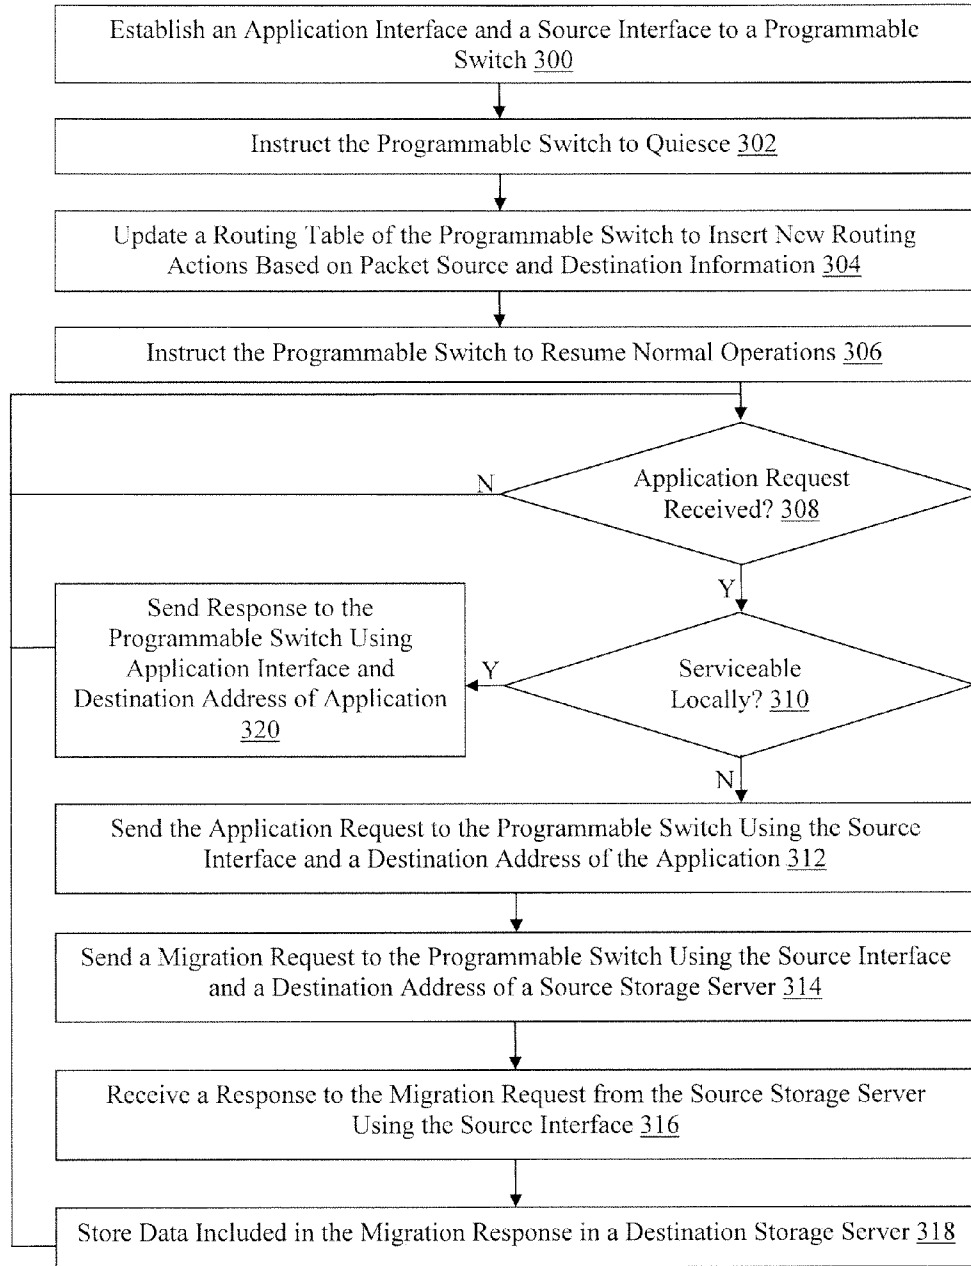 Establish an Application Interface and a Source Interface to a Programmable
Switch 300
Instruct the Programmable Switch to Quiesce 302
Update a Routing Table of the Programmable Switch to Insert New Routing
Actions Based on Packet Source and Destination Information 304
Instruct the Programmable Switch to Resume Normal Operations 306
N
Application Request
Received? 308
Y
Send Response to the
Programmable Switch Using
Application Interface and
Destination Address of Application
320
Y
Serviceable
Locally? 310
N
Send the Application Request to the Programmable Switch Using the Source
Interface and a Destination Address of the Application 312
Send a Migration Request to the Programmable Switch Using the Source Interface
and a Destination Address of a Source Storage Server 314
Receive a Response to the Migration Request from the Source Storage Server
Using the Source Interface 316
Store Data Included in the Migration Response in a Destination Storage Server 318